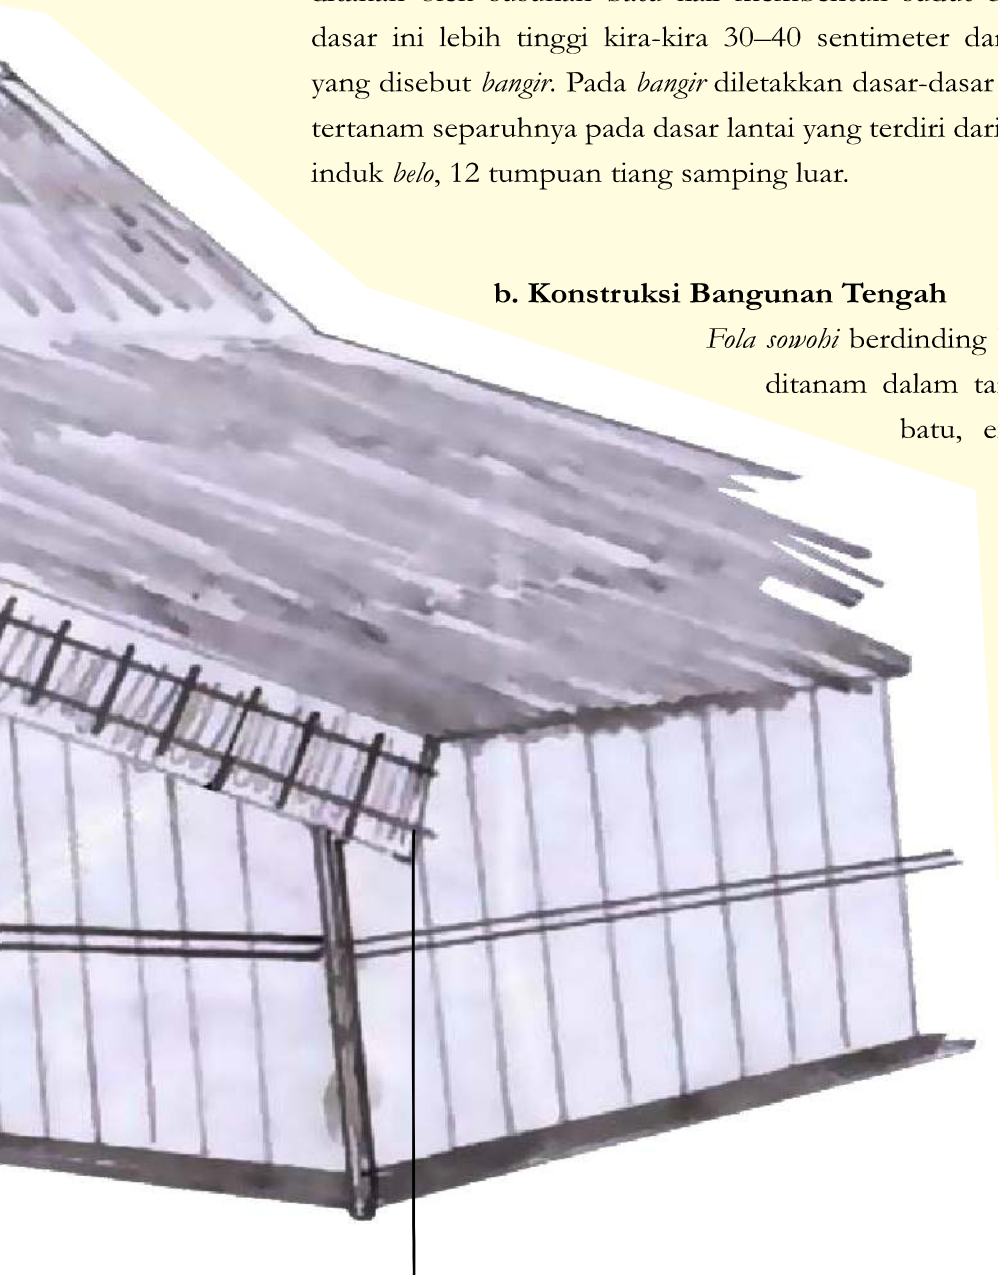 dasar ini lebih tinggi kira-kira 30–40 sentimeter
yang disebut bangir. Pada bangir diletakkan dasar-dasar
tertanam separuhnya pada dasar lantai yang terdiri dari
induk belo, 12 tumpuan tiang samping luar.
b. Konstruksi Bangunan Tengah
Fola sowohi berdinding
ditanam dalam
batu,